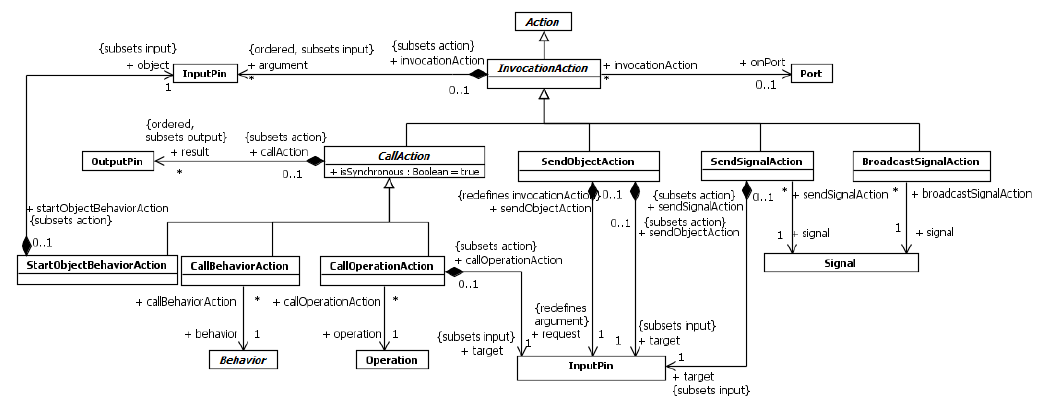 Action
{subsets input}
+ object
1
InputPin
{ordered, subsets input}
+ argument
*
{subsets action}
+ invocationAction
0..1
InvocationAction
+ invocationAction
*
+ onPort
0..1
Port
{ordered,
subsets output}
+ result
*
OutputPin
{subsets action}
+ callAction
0..1
CallAction
+ isSynchronous : Boolean = true
SendObjectAction
SendSignalAction
BroadcastSignalAction
+ startObjectBehaviorAction
{subsets action}
0..1
{redefines invocationAction}
+ sendObjectAction
0..1
0..1
{subsets action}
+ sendSignalAction
{subsets action}
+ sendObjectAction
0..1
*
+ sendSignalAction
*
+ broadcastSignalAction
1
+ signal
1
+ signal
Signal
StartObjectBehaviorAction
CallBehaviorAction
CallOperationAction
{subsets action}
+ callOperationAction
0..1
+ callBehaviorAction
*
+ callOperationAction
*
+ behavior
1
+ operation
1
Behavior
Operation
{subsets input}
+ target
1
{redefines
argument}
+ request
1
1
{subsets input}
+ target
InputPin
1
+ target
{subsets input}